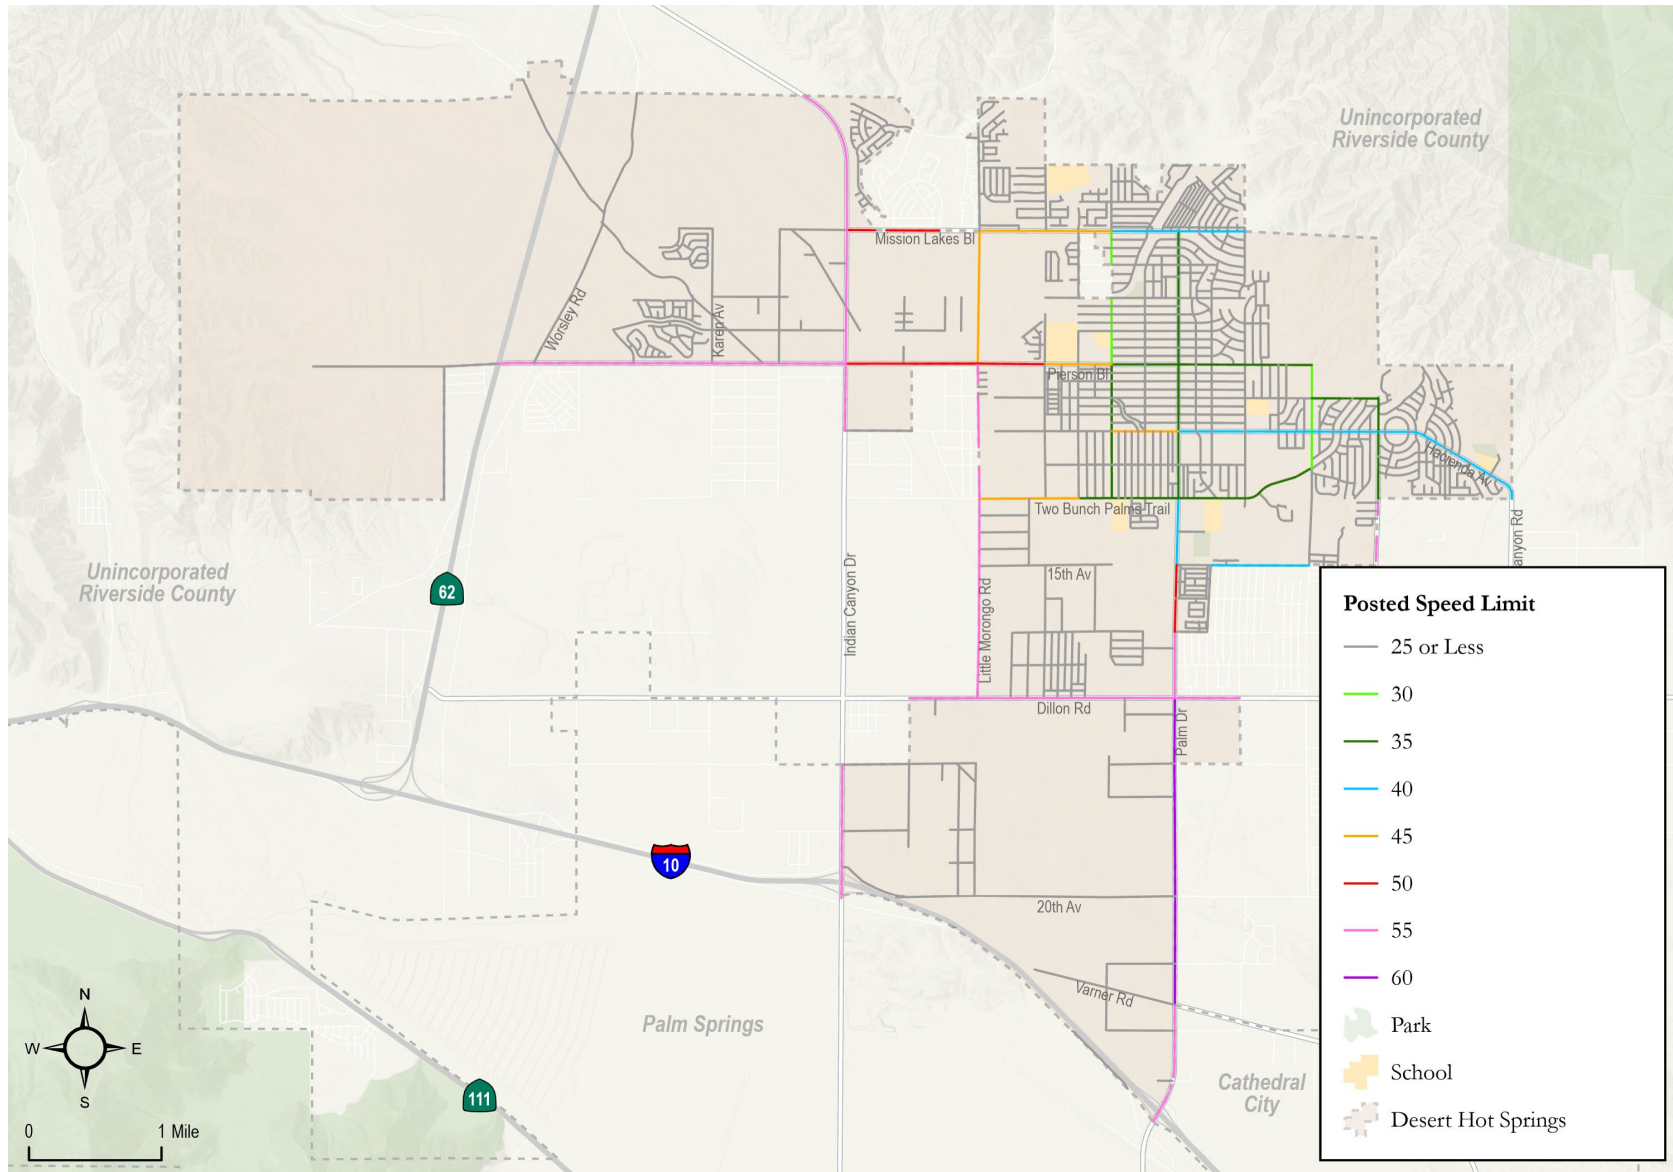 Unincorporated
Riverside County
Mission Lakes Bl
Worsley Rd
Karen Av
Pierson Bl
Hacienda Av
Two Bunch Palms Trail
anyon Rd
Unincorporated
Riverside County
62
Indian Canyon Dr
Little Morongo Rd
15th Av
Dillon Rd
Palm Dr
10
20th Av
Varner Rd
Palm Springs
Cathedral
City
111
N
W
E
S
0
1 Mile
Posted Speed Limit
25 or Less
30
35
40
45
50
55
60
Park
School
Desert Hot Springs